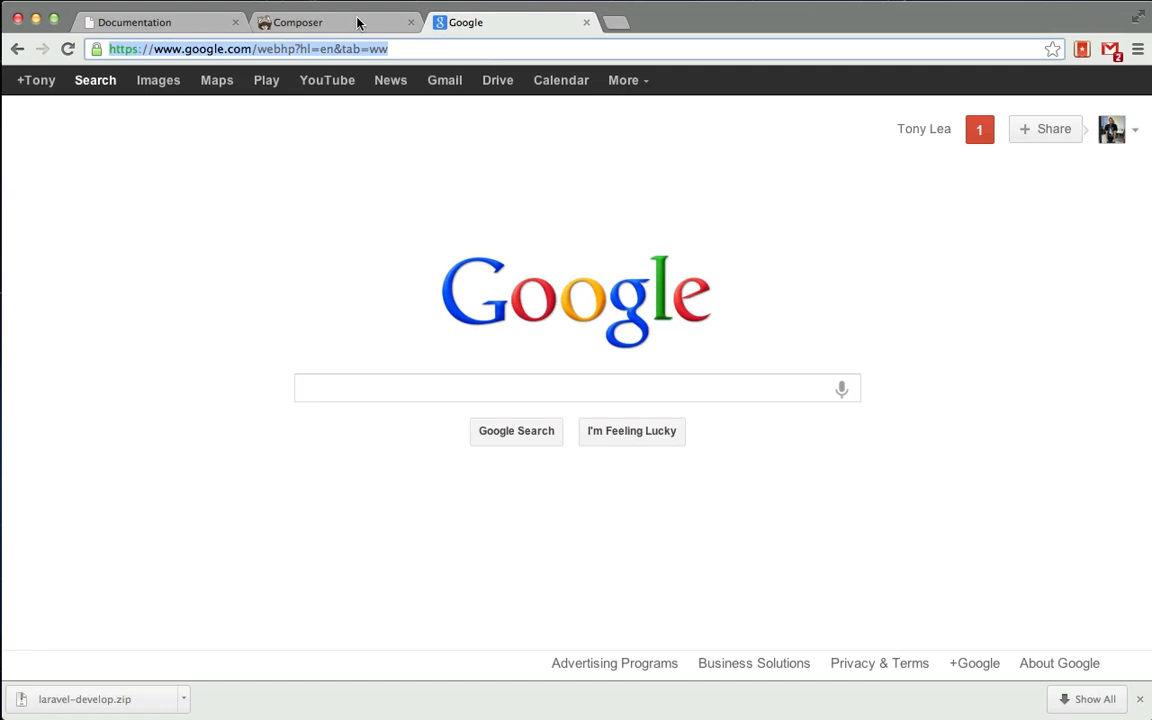 Documentation Composer Google
https://www.google.com/webhp?hl=en&tab=ww
2
+Tony Search Images Maps Play YouTube News Gmail Drive Calendar More
Tony Lea 1 + Share
Google
Google Search I'm Feeling Lucky
Advertising Programs Business Solutions Privacy & Terms +Google About Google
laravel-develop.zip Show All